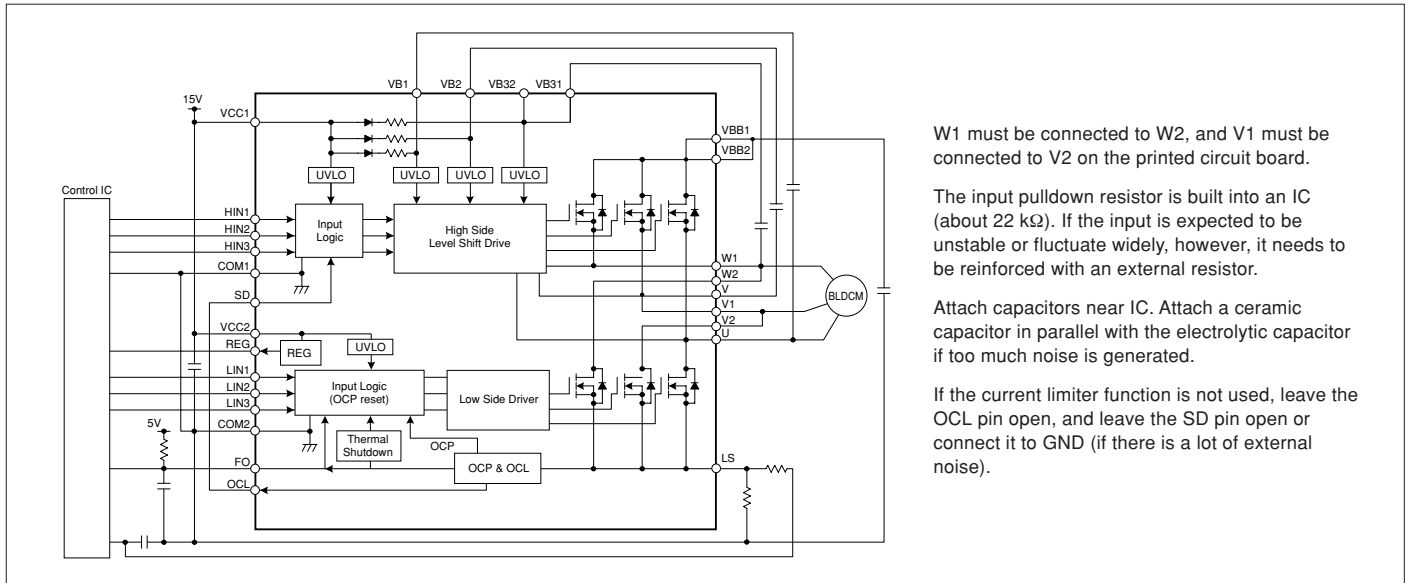 VB1 VB2 VB32 VB31
15V
VCC1
VBB1
VBB2
UVLO UVLO UVLO UVLO
Control IC
HIN1
HIN2
HIN3
COM1
SD
Input
Logic
High Side
Level Shift Drive
W1
W2
V
V1
V2
U
BLDCM
VCC2
REG
REG
UVLO
LIN1
LIN2
LIN3
COM2
Input Logic
(OCP reset)
Low Side Driver
5V
Thermal
Shutdown
OCP
OCP & OCL
FO
OCL
LS
W1 must be connected to W2, and V1 must be
connected to V2 on the printed circuit board.
The input pulldown resistor is built into an IC
(about 22 kΩ). If the input is expected to be
unstable or fluctuate widely, however, it needs to
be reinforced with an external resistor.
Attach capacitors near IC. Attach a ceramic
capacitor in parallel with the electrolytic capacitor
if too much noise is generated.
If the current limiter function is not used, leave the
OCL pin open, and leave the SD pin open or
connect it to GND (if there is a lot of external
noise).